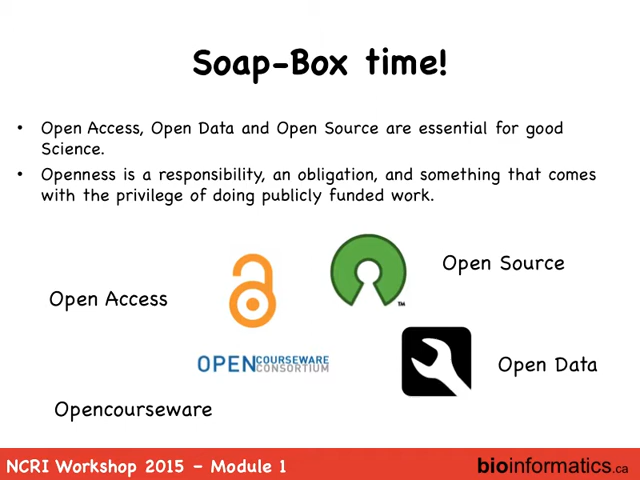 Soap-Box time!
• Open Access, Open Data and Open Source are essential for good
Science.
• Openness is a responsibility, an obligation, and something that comes
with the privilege of doing publicly funded work.
Open Source
Open Access
TM
OPENCOURSEWARE
CONSORTIUM
Open Data
Opencourseware
NCRI Workshop 2015 – Module 1
bioinformatics.ca